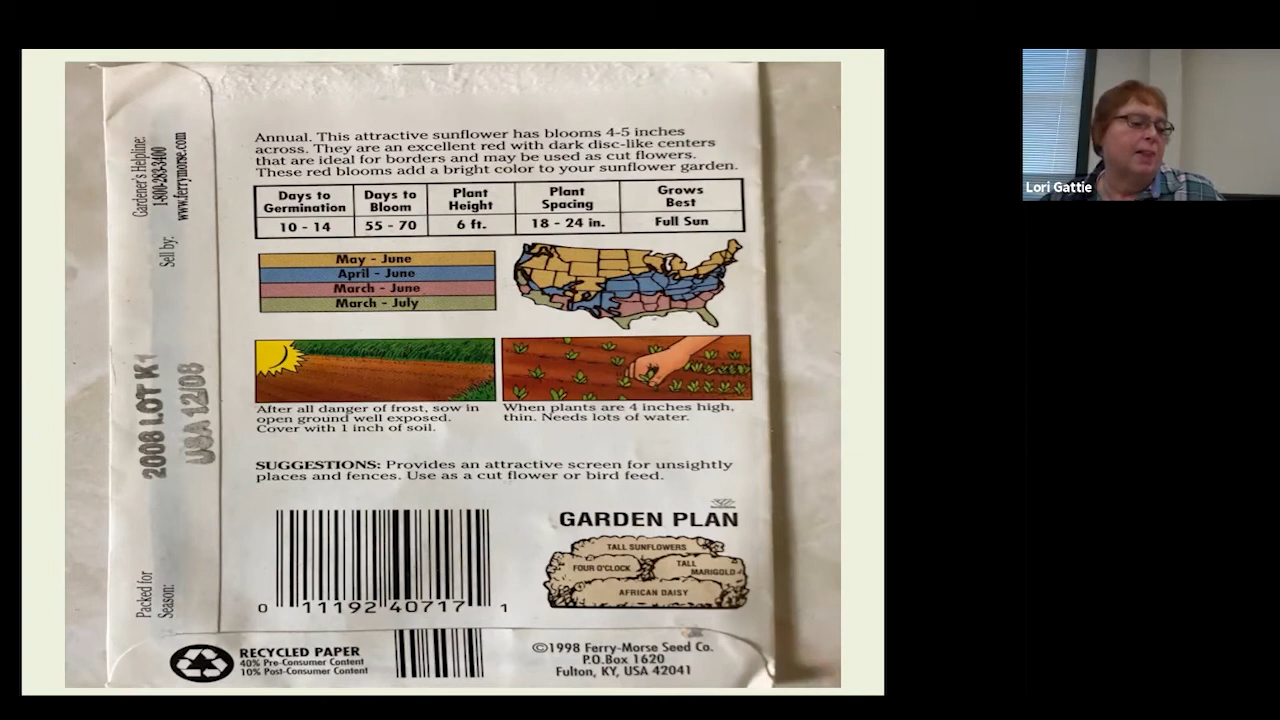 Annual. This attractive sunflower has blooms 4-5 inches
across. They are an excellent red with dark disc-like centers
that are ideal for borders and may be used as cut flowers.
These red blooms add a bright color to your sunflower garden.
Days to Germination
Days to Bloom
Plant Height
Plant Spacing
Grows Best
10 - 14
55 - 70
6 ft.
18 - 24 in.
Full Sun
May - June
April - June
March - June
March - July
After all danger of frost, sow in
open ground well exposed.
Cover with 1 inch of soil.
When plants are 4 inches high,
thin. Needs lots of water.
SUGGESTIONS: Provides an attractive screen for unsightly
places and fences. Use as a cut flower or bird feed.
GARDEN PLAN
TALL SUNFLOWERS
FOUR O'CLOCK
TALL
MARIGOLD
AFRICAN DAISY
0 11192 40717 1
RECYCLED PAPER
40% Pre-Consumer Content
10% Post-Consumer Content
©1998 Ferry-Morse Seed Co.
P.O.Box 1620
Fulton, KY, USA 42041
Gardener's Helpline:
1-800-283-3400
www.ferrymorse.com
Sell by:
2008 LOT K1
USA 12/08
Packed for
Season:
Lori Gattie